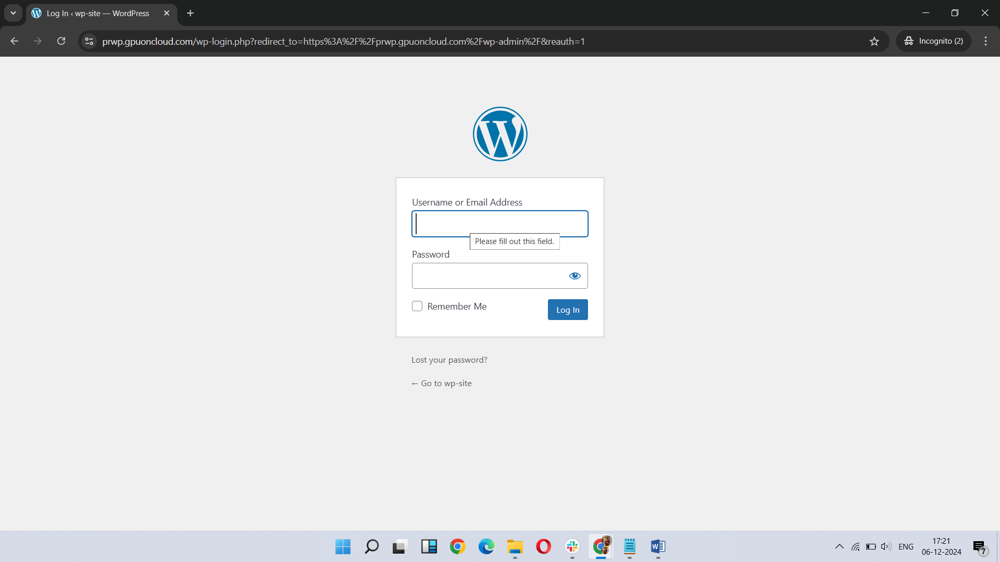 Log In ‹ wp-site — WordPress
prwp.gpuoncloud.com/wp-login.php?redirect_to=https%3A%2F%2Fprwp.gpuoncloud.com%2Fwp-admin%2F&reauth=1
Incognito (2)
Username or Email Address
Please fill out this field.
Password
Remember Me
Log In
Lost your password?
← Go to wp-site
ENG
17:21
06-12-2024
7